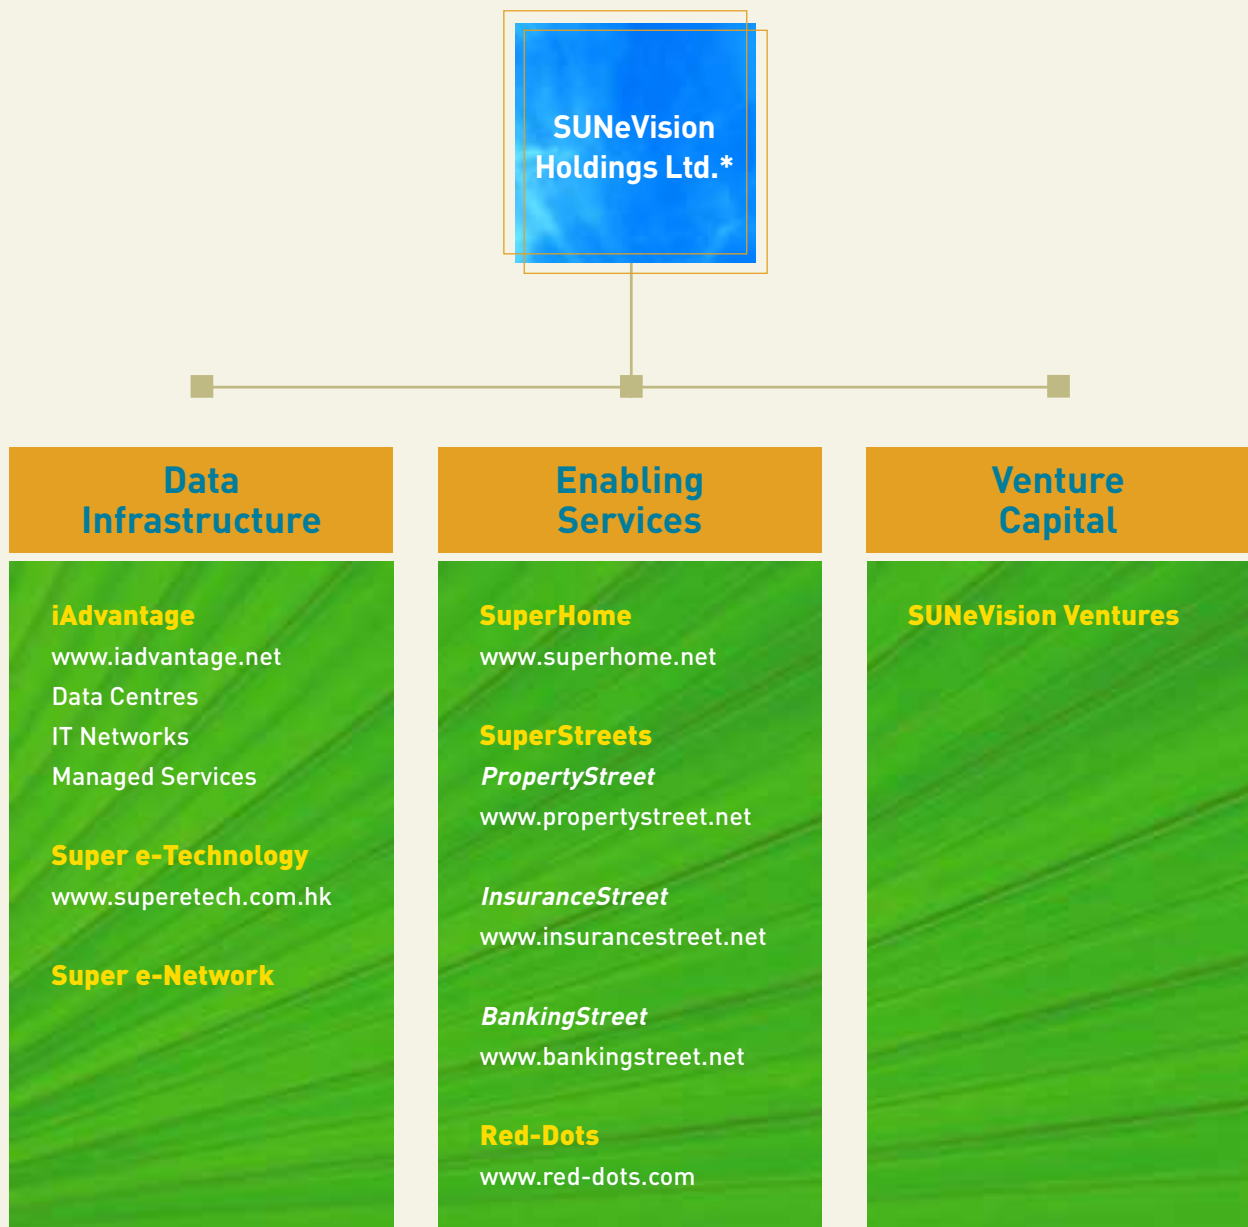 SUNeVision
Holdings Ltd.*
Data
Infrastructure
iAdvantage
www.iadvantage.net
Data Centres
IT Networks
Managed Services
Super e-Technology
www.superetech.com.hk
Super e-Network
Enabling
Services
SuperHome
www.superhome.net
SuperStreets
PropertyStreet
www.propertystreet.net
InsuranceStreet
www.insurancestreet.net
BankingStreet
www.bankingstreet.net
Red-Dots
www.red-dots.com
Venture
Capital
SUNeVision Ventures